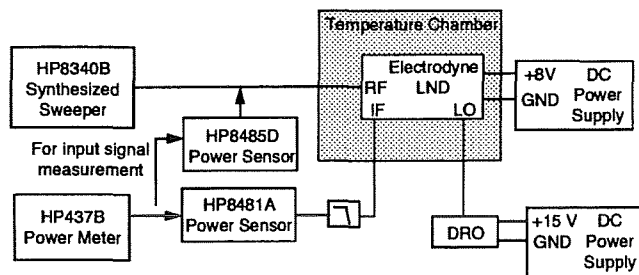 Temperature Chamber
HP8340B
Synthesized
Sweeper
Electrodyne
LND
RF
IF
LO
+8V
GND
DC
Power
Supply
For input signal
measurement
HP8485D
Power Sensor
HP437B
Power Meter
HP8481A
Power Sensor
DRO
+15 V
GND
DC
Power
Supply